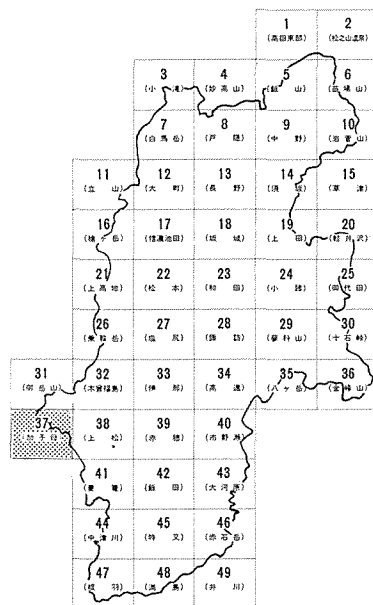 1 2
(高田東部) (松之山温泉)
3 4 5 6
(小滝) (妙高山) (飯山) (苗場山)
7 8 9 10
(白馬岳) (戸隠) (中野) (岩菅山)
11 12 13 14 15
(立山) (大町) (長野) (須坂) (草津)
16 17 18 19 20
(槍ヶ岳) (信濃池田) (坂城) (上田) (軽井沢)
21 22 23 24 25
(上高地) (松本) (和田) (小諸) (御代田)
26 27 28 29 30
(乗鞍岳) (塩尻) (諏訪) (蓼科山) (十石峠)
31 32 33 34 35 36
(御岳山) (木曽福島) (伊那) (高遠) (八ヶ岳) (金峰山)
37 38 39 40
(加子母) (上松) (赤穂) (市野瀬)
41 42 43
(妻籠) (飯田) (大河原)
44 45 46
(中津川) (時又) (赤石岳)
47 48 49
(根羽) (満島) (井川)